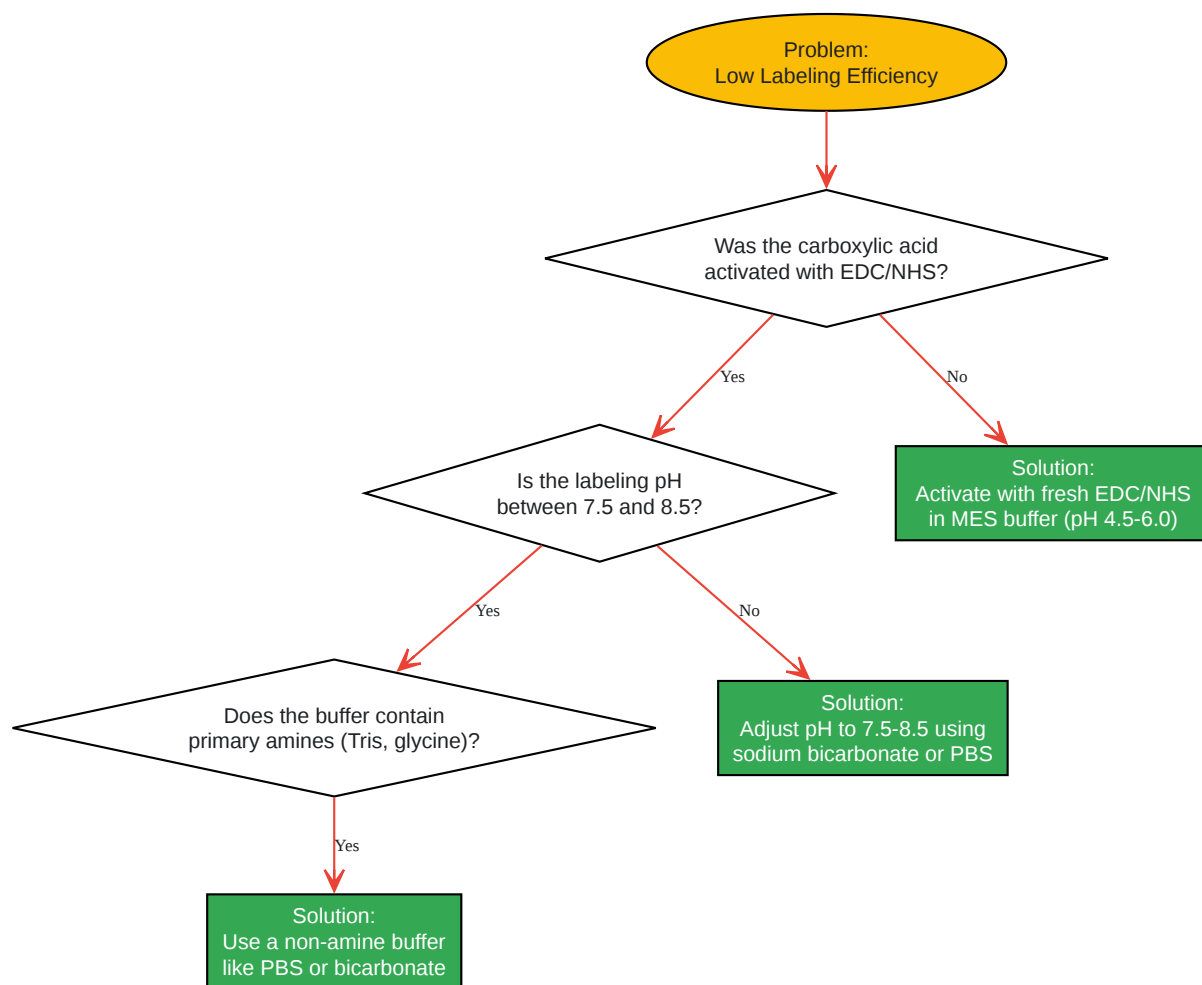 Problem:
Low Labeling Efficiency
Was the carboxylic acid
activated with EDC/NHS?
Yes
No
Is the labeling pH
between 7.5 and 8.5?
Solution:
Activate with fresh EDC/NHS
in MES buffer (pH 4.5-6.0)
Yes
No
Does the buffer contain
primary amines (Tris, glycine)?
Solution:
Adjust pH to 7.5-8.5 using
sodium bicarbonate or PBS
Yes
Solution:
Use a non-amine buffer
like PBS or bicarbonate